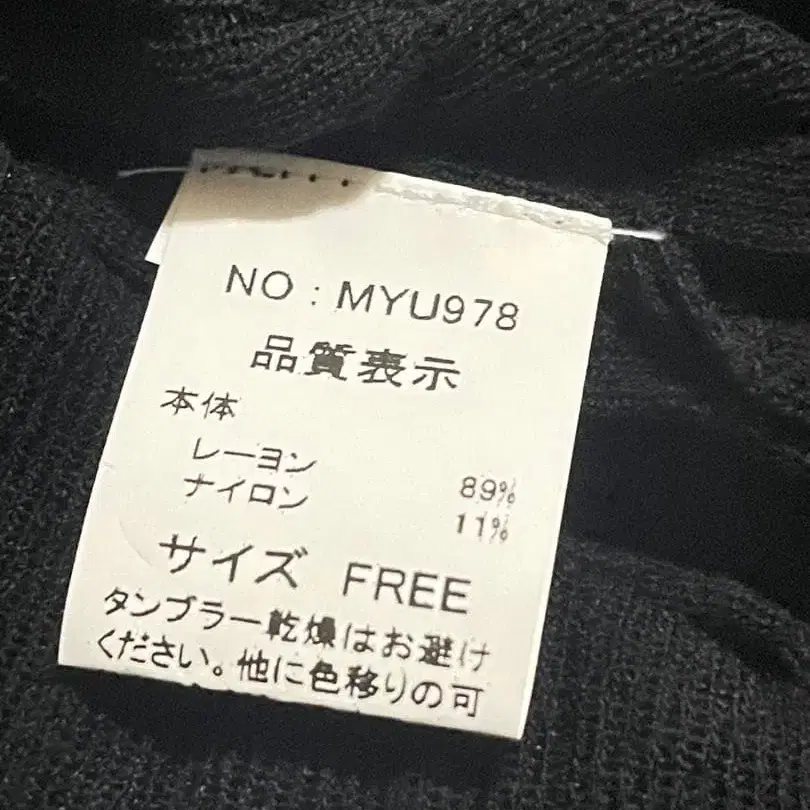 NO : MYU978
品質表示
本体
レーヨン 89%
ナイロン 11%
サイズ FREE
タンブラー乾燥はお避け
ください。他に色移りの可